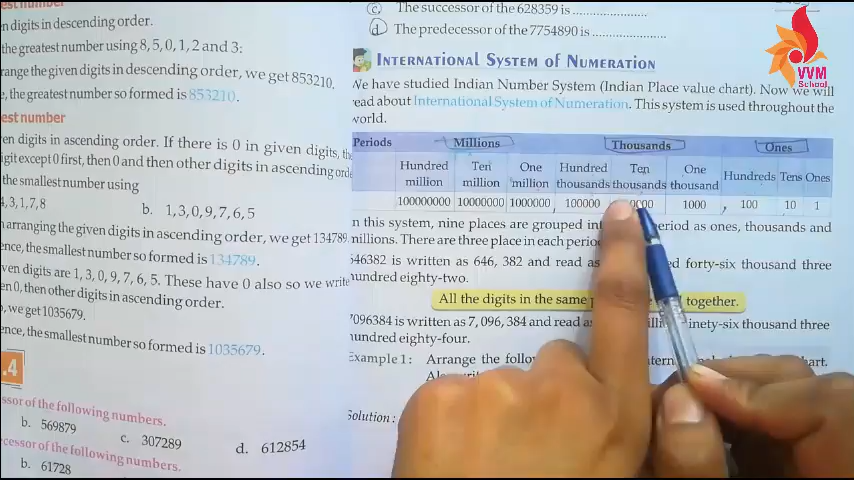 est number
n digits in descending order.
the greatest number using 8, 5, 0, 1, 2 and 3:
range the given digits in descending order, we get 853210.
e, the greatest number so formed is 853210.
est number
en digits in ascending order. If there is 0 in given digits, the
igit except 0 first, then 0 and then other digits in ascending orde
the smallest number using
4, 3, 1, 7, 8
b. 1, 3, 0, 9, 7, 6, 5
arranging the given digits in ascending order, we get 134789.
ence, the smallest number so formed is 134789.
ven digits are 1, 3, 0, 9, 7, 6, 5. These have 0 also so we write
en 0, then other digits in ascending order.
, we get 1035679.
ence, the smallest number so formed is 1035679.
.4
ssor of the following numbers.
b. 569879
c. 307289
d. 612854
cessor of the following numbers.
b. 61728
c. The successor of the 628359 is
d. The predecessor of the 7754890 is
VVM
School
INTERNATIONAL SYSTEM OF NUMERATION
We have studied Indian Number System (Indian Place value chart). Now we will
read about International System of Numeration. This system is used throughout the
world.
Periods Millions Thousands Ones
Hundred million Ten million One million Hundred thousands Ten thousands One thousand Hundreds Tens Ones
100000000 10000000 1000000, 100000 1000, 100 10 1
n this system, nine places are grouped period as ones, thousands and
millions. There are three place in each
646382 is written as 646, 382 and read as forty-six thousand three
hundred eighty-two.
All the digits in the same together.
7096384 is written as 7, 096, 384 and read ninety-six thousand three
hundred eighty-four.
Example 1: Arrange the
Solution: